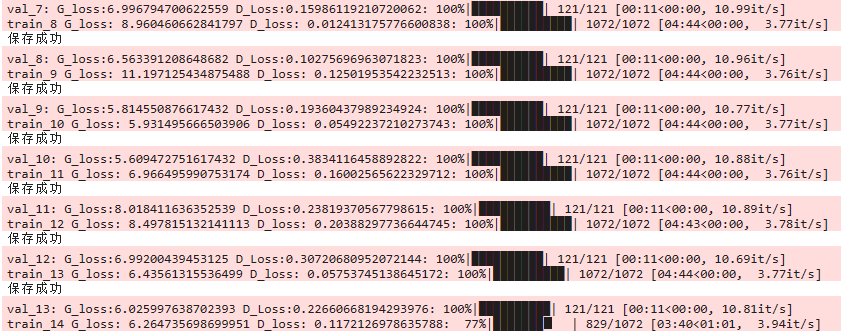 val_7: G_loss:6.996794700622559 D_Loss:0.15986119210720062: 100%|██████████| 121/121 [00:11<00:00, 10.99it/s]
train_8 G_loss: 8.960460662841797 D_loss: 0.012413175776600838: 100%|██████████| 1072/1072 [04:44<00:00, 3.77it/s]
保存成功
val_8: G_loss:6.563391208648682 D_Loss:0.10275696963071823: 100%|██████████| 121/121 [00:11<00:00, 10.96it/s]
train_9 G_loss: 11.197125434875488 D_loss: 0.12501953542232513: 100%|██████████| 1072/1072 [04:44<00:00, 3.76it/s]
保存成功
val_9: G_loss:5.814550876617432 D_Loss:0.19360437989234924: 100%|██████████| 121/121 [00:11<00:00, 10.77it/s]
train_10 G_loss: 5.931495666503906 D_loss: 0.05492237210273743: 100%|██████████| 1072/1072 [04:44<00:00, 3.77it/s]
保存成功
val_10: G_loss:5.609472751617432 D_Loss:0.3834116458892822: 100%|██████████| 121/121 [00:11<00:00, 10.88it/s]
train_11 G_loss: 6.966495990753174 D_loss: 0.16002565622329712: 100%|██████████| 1072/1072 [04:44<00:00, 3.76it/s]
保存成功
val_11: G_loss:8.018411636352539 D_Loss:0.23819370567798615: 100%|██████████| 121/121 [00:11<00:00, 10.89it/s]
train_12 G_loss: 8.497815132141113 D_loss: 0.20388297736644745: 100%|██████████| 1072/1072 [04:43<00:00, 3.78it/s]
保存成功
val_12: G_loss:6.99200439453125 D_Loss:0.30720680952072144: 100%|██████████| 121/121 [00:11<00:00, 10.69it/s]
train_13 G_loss: 6.43561315536499 D_loss: 0.05753745138645172: 100%|██████████| 1072/1072 [04:44<00:00, 3.77it/s]
保存成功
val_13: G_loss:6.025997638702393 D_Loss:0.22660668194293976: 100%|██████████| 121/121 [00:11<00:00, 10.81it/s]
train_14 G_loss: 6.264735698699951 D_loss: 0.1172126978635788: 77%|███████▋  | 829/1072 [03:40<01:01, 3.94it/s]